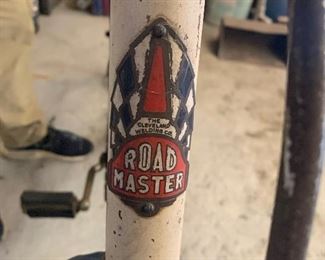 THE
CLEVELAND
WELDING CO.
ROAD
MASTER